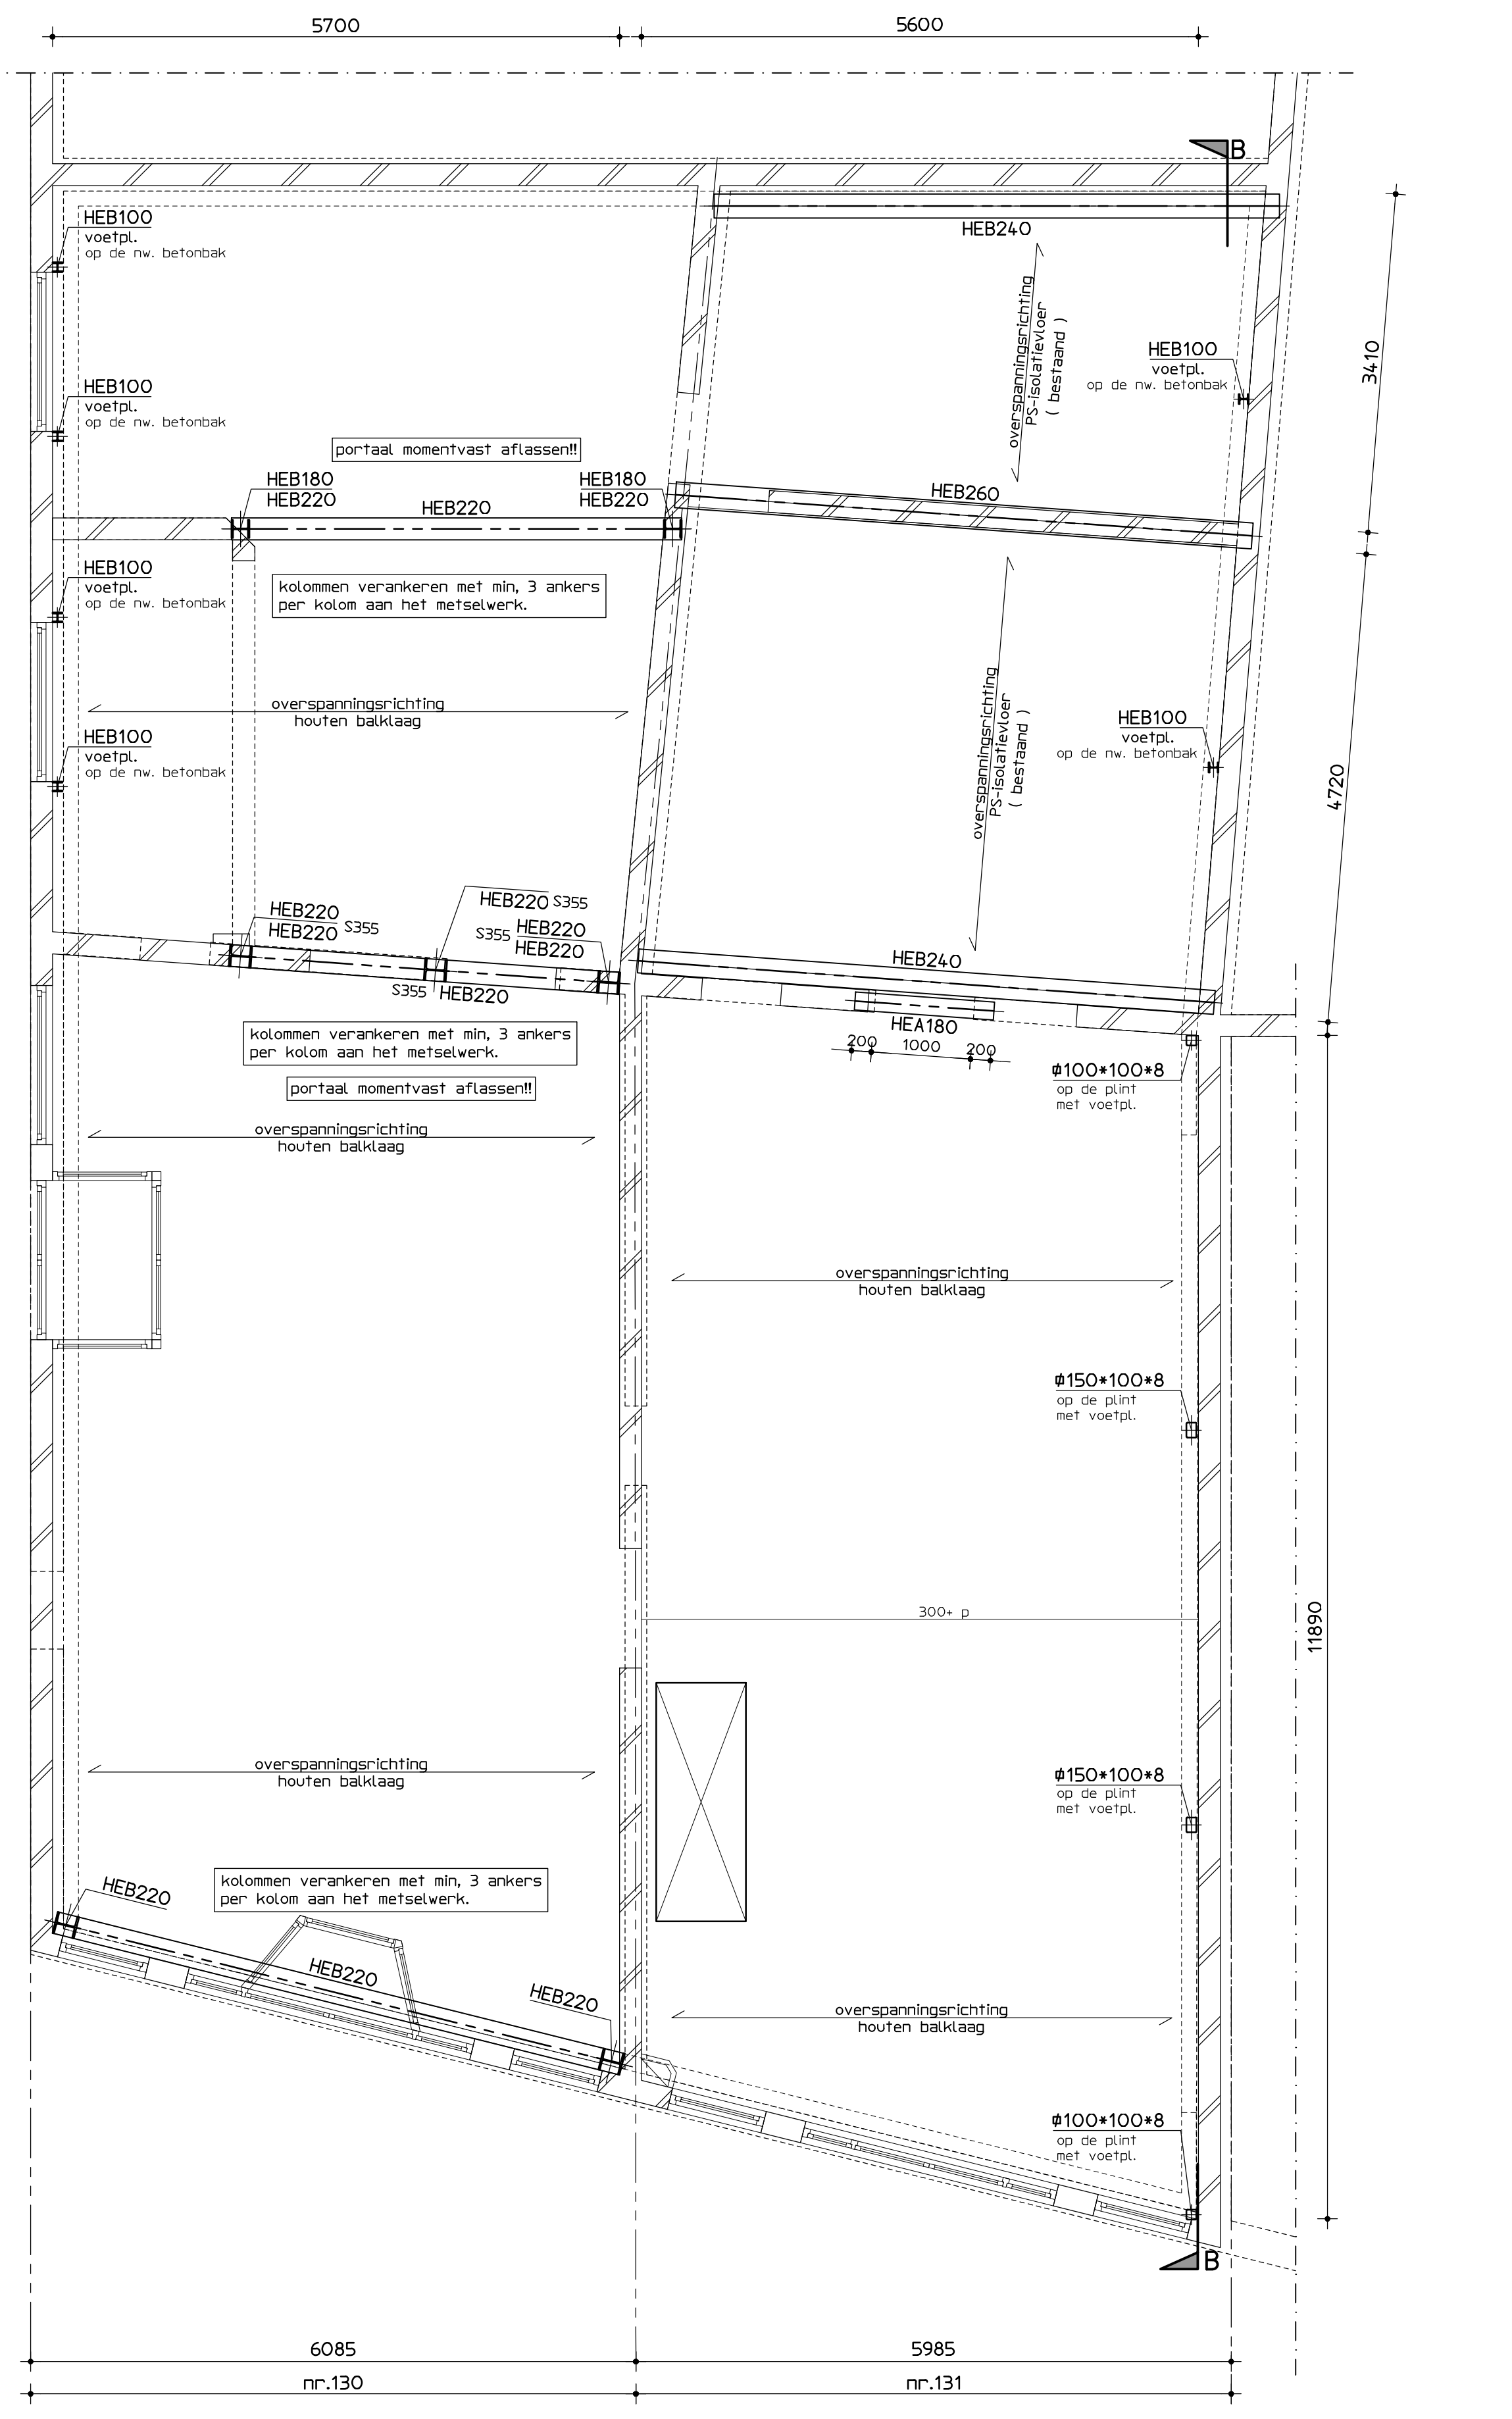 5700
5600
B
HEB100
voetpl.
op de nw. betonbak
HEB240
overspanningsrichting
PS-isolatievloer
( bestaand )
3410
HEB100
voetpl.
op de nw. betonbak
HEB100
voetpl.
op de nw. betonbak
portaal momentvast aflassen!!
HEB180
HEB220
HEB220
HEB180
HEB220
HEB260
HEB100
voetpl.
op de nw. betonbak
kolommen verankeren met min, 3 ankers
per kolom aan het metselwerk.
overspanningsrichting
houten balklaag
overspanningsrichting
PS-isolatievloer
( bestaand )
HEB100
voetpl.
op de nw. betonbak
4720
HEB100
voetpl.
op de nw. betonbak
HEB220
HEB220 S355
HEB220 S355
S355 HEB220
HEB220
S355 HEB220
HEB240
HEA180
200 1000 200
kolommen verankeren met min, 3 ankers
per kolom aan het metselwerk.
portaal momentvast aflassen!!
overspanningsrichting
houten balklaag
100*100*8
op de plint
met voetpl.
overspanningsrichting
houten balklaag
150*100*8
op de plint
met voetpl.
300+ p
11890
overspanningsrichting
houten balklaag
150*100*8
op de plint
met voetpl.
kolommen verankeren met min, 3 ankers
per kolom aan het metselwerk.
HEB220
HEB220
HEB220
overspanningsrichting
houten balklaag
100*100*8
op de plint
met voetpl.
B
6085
5985
nr.130
nr.131